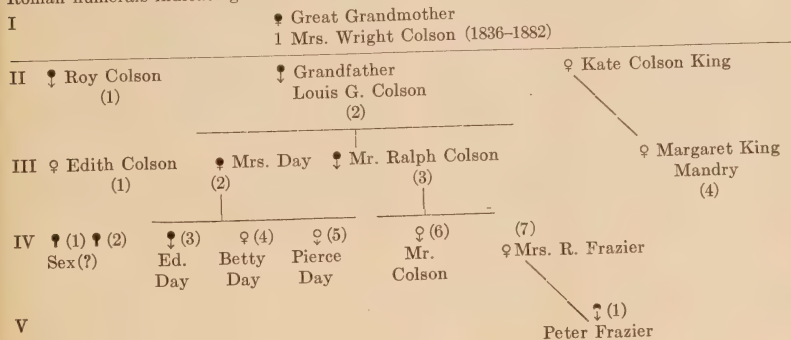 I ♀ Great Grandmother
1 Mrs. Wright Colson (1836–1882)
II Roy Colson Grandfather ♀ Kate Colson King
(1) Louis G. Colson
(2)
III ♀ Edith Colson Mrs. Day Mr. Ralph Colson ♀ Margaret King
(1) (2) (3) Mandry
(4)
IV (1) (2) (3) ♀ (4) (5) (6) (7)
Sex (?) Ed. Betty Pierce Mr. ♀ Mrs. R. Frazier
Day Day Day Colson
V (1)
Peter Frazier